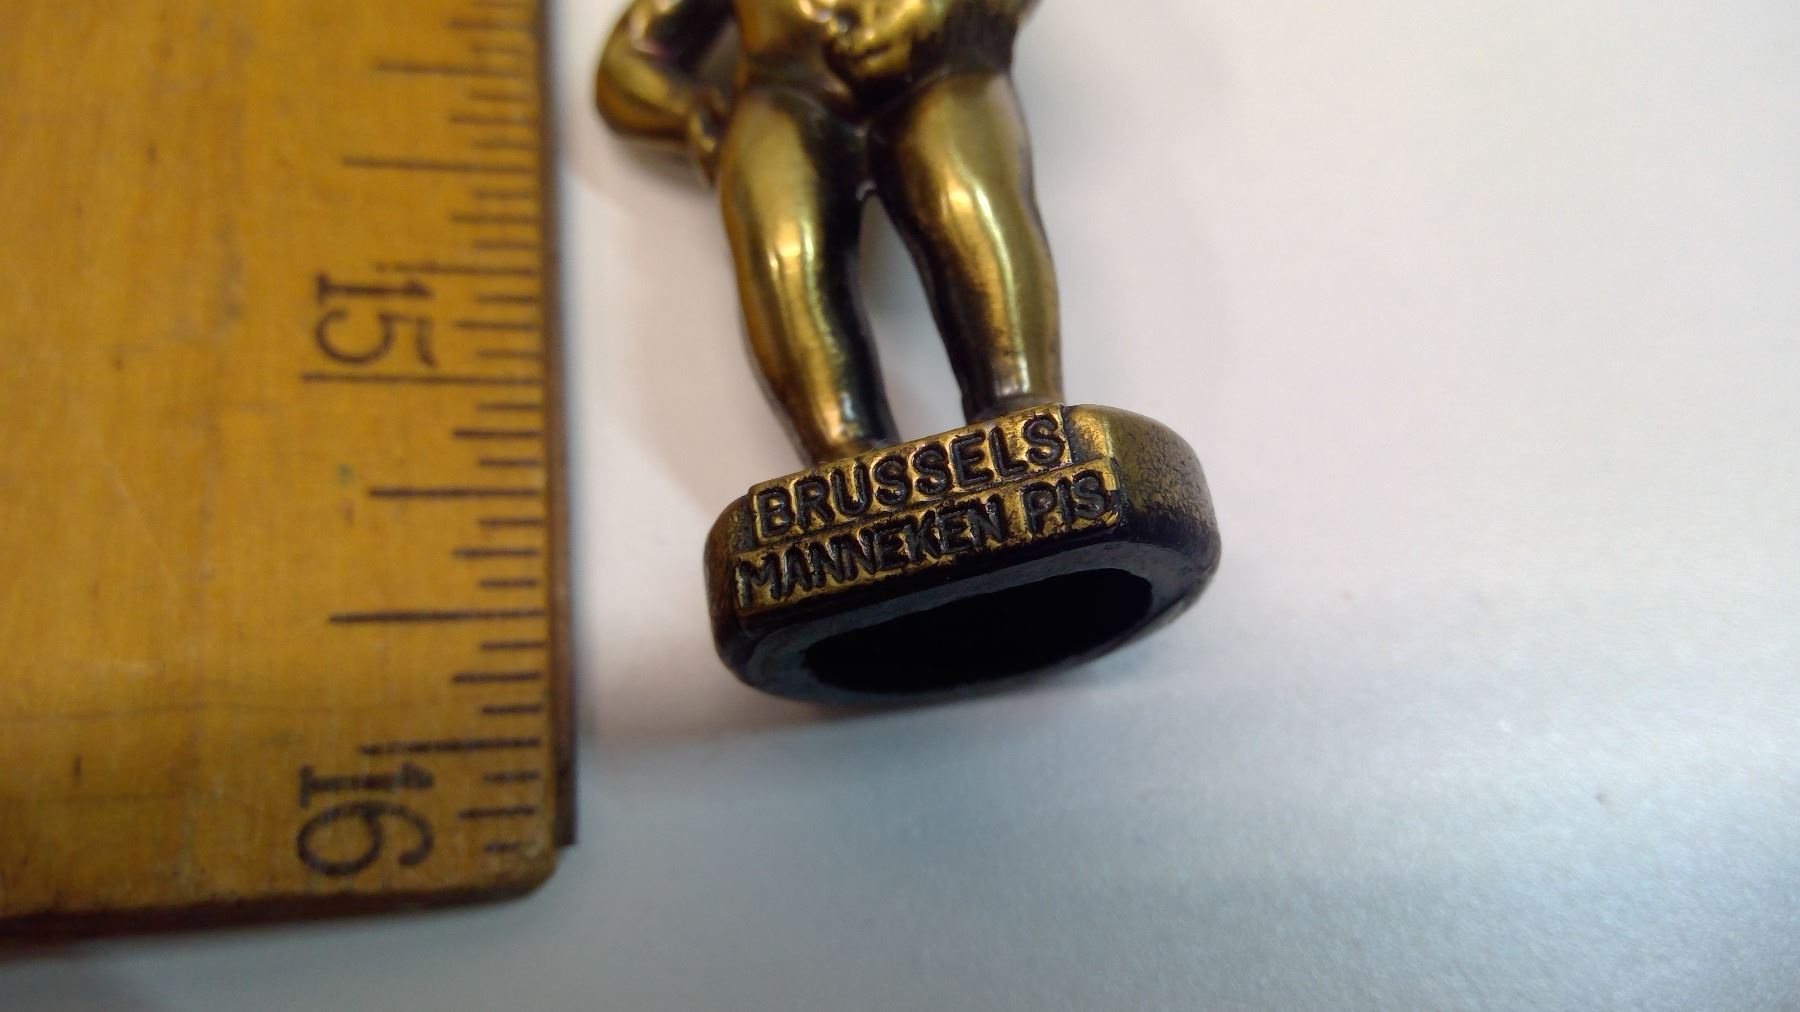 15
16
BRUSSELS
MANNEKEN PIS